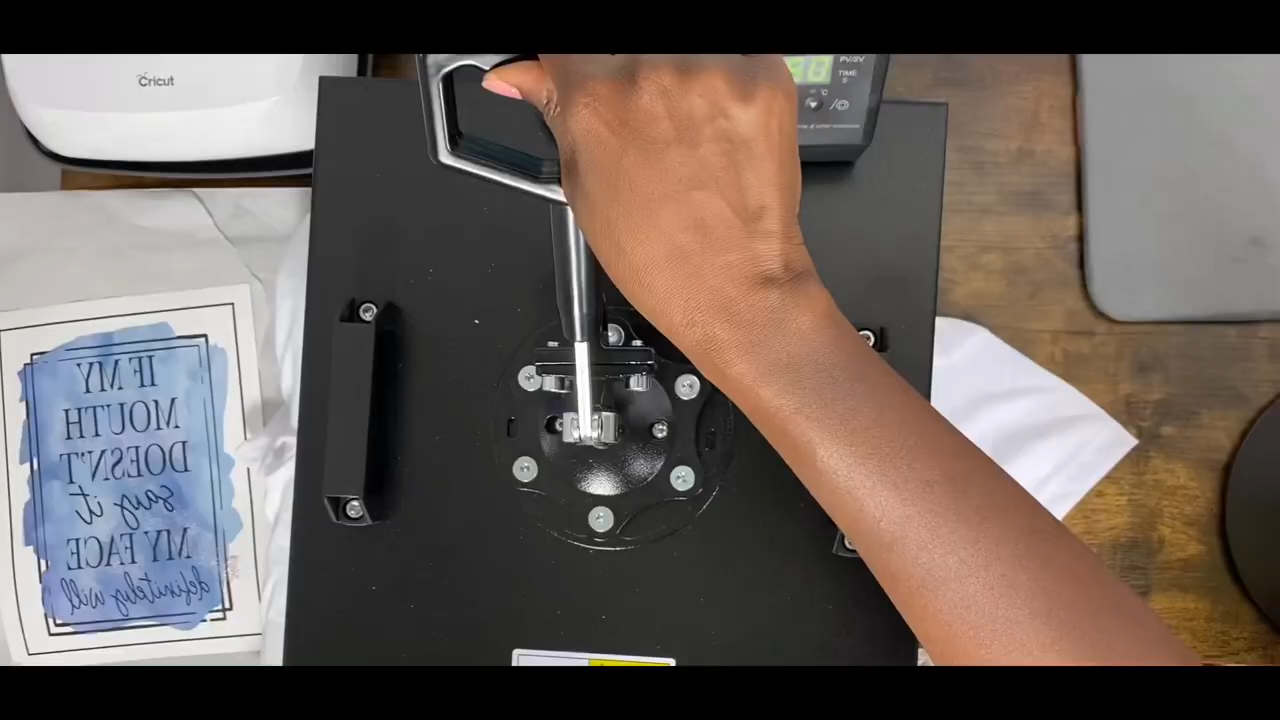 Cricut
PV/SV
TIME
S
°C
IF MY
MOUTH
DOESN'T
say it
MY FACE
definitely will